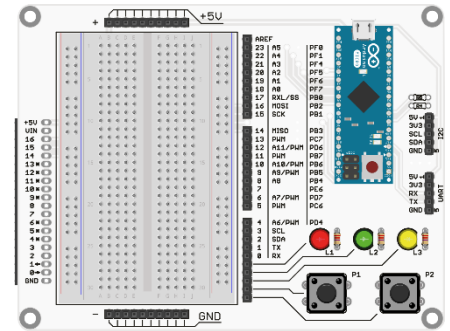 + +5V
AREF
23 A5 PF0
22 A4 PF1
21 A3 PF4
20 A2 PF5
19 A1 PF6
18 A0 PF7
17 RXL/SS PB0
16 MOSI PB2
15 SCK PB1
14 MISO PB3
13 PWM PC7
12 A11/PWM PD6
11 PWM PB7
10 A10/PWM PB6
9 A9/PWM PB5
8 A8 PB4
7 PE6
6 A7/PWM PD7
5 PWM PC6
4 A6/PWM PD4
3 SCL
2 SDA
1 TX
0 RX
+5V
VIN
16
15
14
13
12
11
10
9
8
7
6
5
4
3
2
1
0
GND
5V
3V3
SCL
SDA
GND
I2C
5V
3V3
RX
TX
GND
UART
L1 L2 L3
P1 P2
- GND